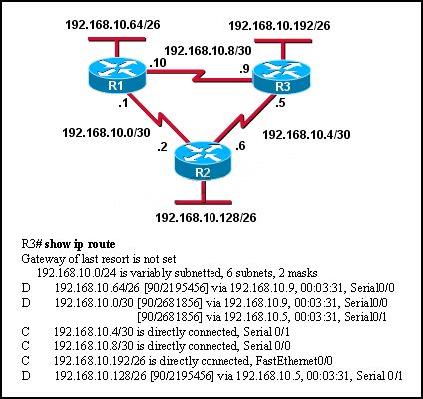 192.168.10.64/26
192.168.10.192/26
192.168.10.8/30
.10
.9
R1
R3
.1
.5
192.168.10.0/30
192.168.10.4/30
.2
.6
R2
192.168.10.128/26
R3# show ip route
Gateway of last resort is not set
192.168.10.0/24 is variably subnetted, 6 subnets, 2 masks
D 192.168.10.64/26 [90/2195456] via 192.168.10.9, 00:03:31, Serial0/0
D 192.168.10.0/30 [90/2681856] via 192.168.10.9, 00:03:31, Serial0/0
[90/2681856] via 192.168.10.5, 00:03:31, Serial0/1
C 192.168.10.4/30 is directly connected, Serial 0/1
C 192.168.10.8/30 is directly connected, Serial 0/0
C 192.168.10.192/26 is directly connected, FastEthernet0/0
D 192.168.10.128/26 [90/2195456] via 192.168.10.5, 00:03:31, Serial 0/1